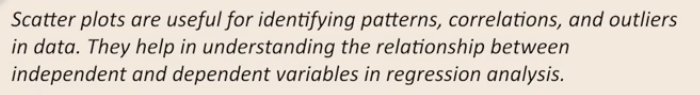 Scatter plots are useful for identifying patterns, correlations, and outliers
in data. They help in understanding the relationship between
independent and dependent variables in regression analysis.